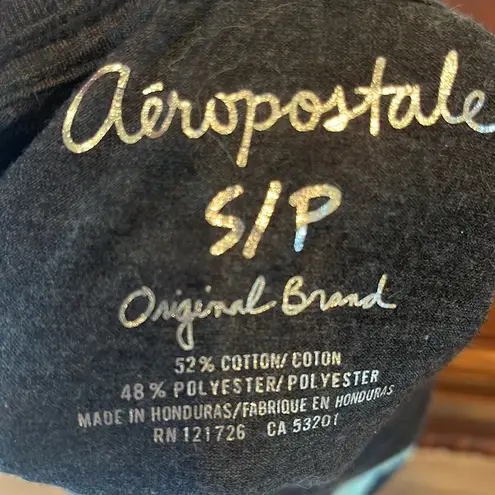 aéropostale
S/P
Original Brand
52% COTTON/COTON
48% POLYESTER/POLYESTER
MADE IN HONDURAS/FABRIQUE EN HONDURAS
RN 121726 CA 53201